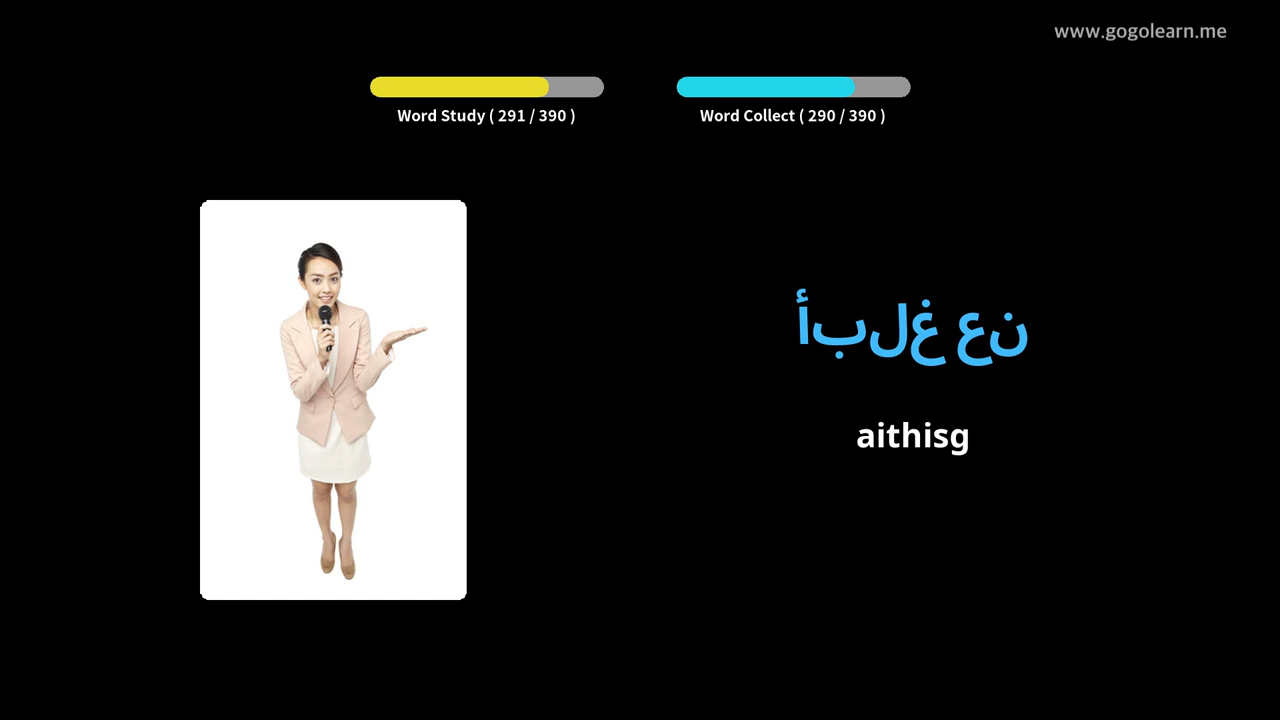 www.gogolearn.me
Word Study ( 291 / 390 )
Word Collect ( 290 / 390 )
أبلغ عن
aithisg